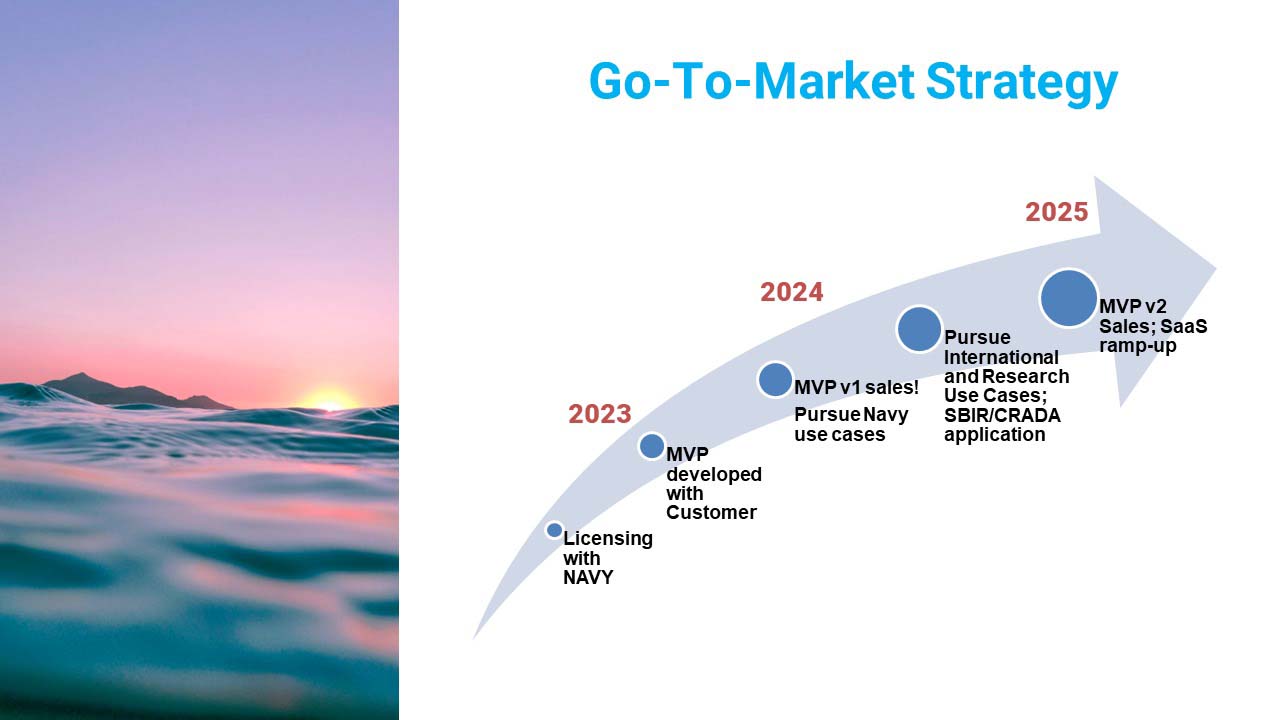 Go-To-Market Strategy
2025
2024
2023
Licensing
with
NAVY
MVP
developed
with
Customer
MVP v1 sales!
Pursue Navy
use cases
Pursue
International
and Research
Use Cases;
SBIR/CRADA
application
MVP v2
Sales; SaaS
ramp-up